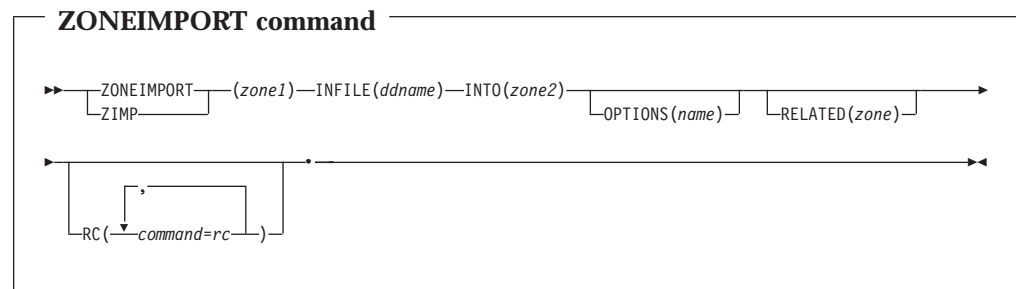 ZONEIMPORT command
ZONEIMPORT (zone1) INFILE(ddname) INTO(zone2)
ZIMP OPTIONS(name) RELATED(zone)
.
,
RC( command=rc )